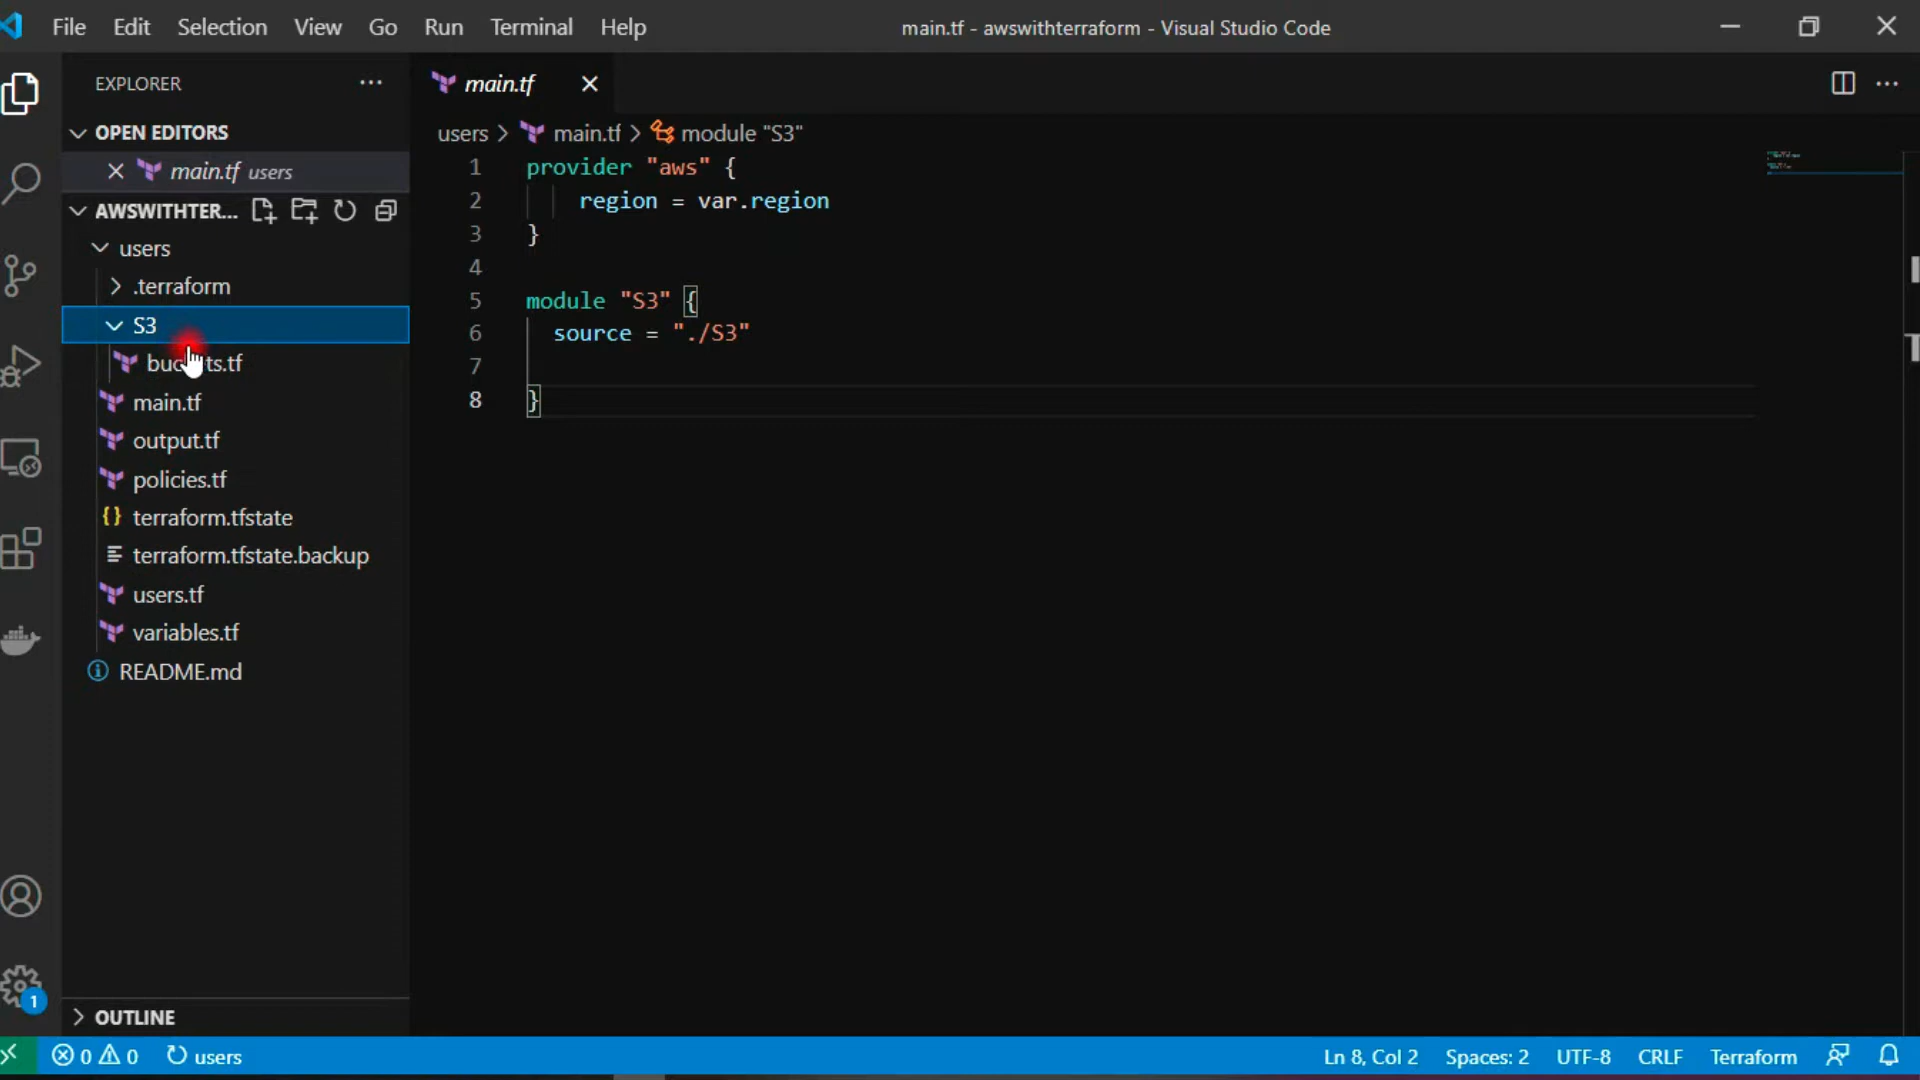 File Edit Selection View Go Run Terminal Help
main.tf - awswithterraform - Visual Studio Code
EXPLORER
OPEN EDITORS
main.tf users
AWSWITHTER...
users
.terraform
S3
main.tf
output.tf
policies.tf
terraform.tfstate
terraform.tfstate.backup
users.tf
variables.tf
README.md
OUTLINE
main.tf
users > main.tf > module "S3"
1 provider "aws" {
2 region = var.region
3 }
4
5 module "S3" {
6 source = "./S3"
7
8 }
1
0 0 users
Ln 8, Col 2 Spaces: 2 UTF-8 CRLF Terraform